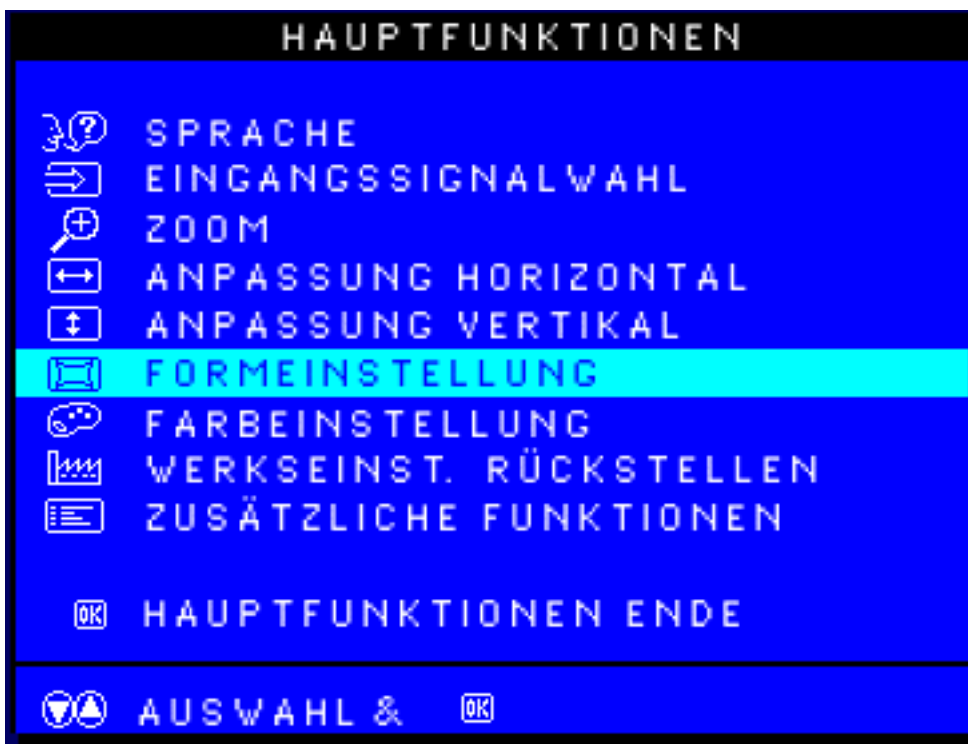 HAUPTFUNKTIONEN
SPRACHE
EINGANGSSIGNALWAHL
ZOOM
ANPASSUNG HORIZONTAL
ANPASSUNG VERTIKAL
FORMEINSTELLUNG
FARBEINSTELLUNG
WERKSEINST. RÜCKSTELLEN
ZUSÄTZLICHE FUNKTIONEN
OK HAUPTFUNKTIONEN ENDE
AUSWAHL & OK